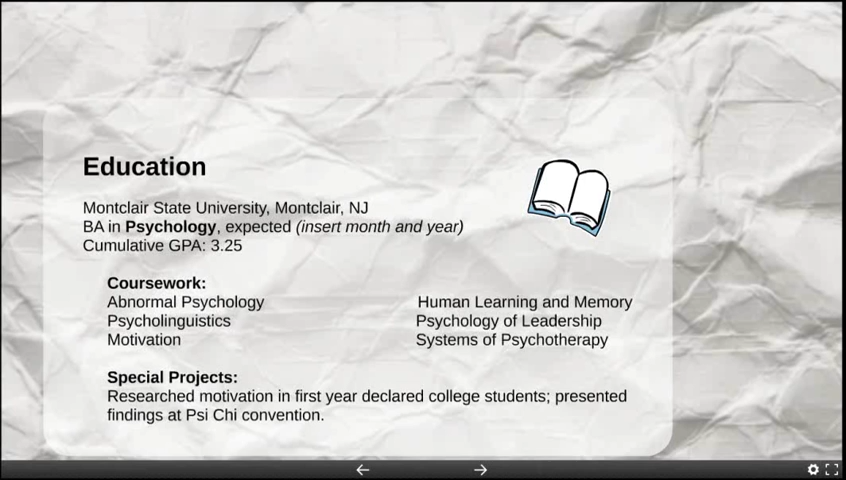 Education
Montclair State University, Montclair, NJ
BA in Psychology, expected (insert month and year)
Cumulative GPA: 3.25
Coursework:
Abnormal Psychology Human Learning and Memory
Psycholinguistics Psychology of Leadership
Motivation Systems of Psychotherapy
Special Projects:
Researched motivation in first year declared college students; presented
findings at Psi Chi convention.